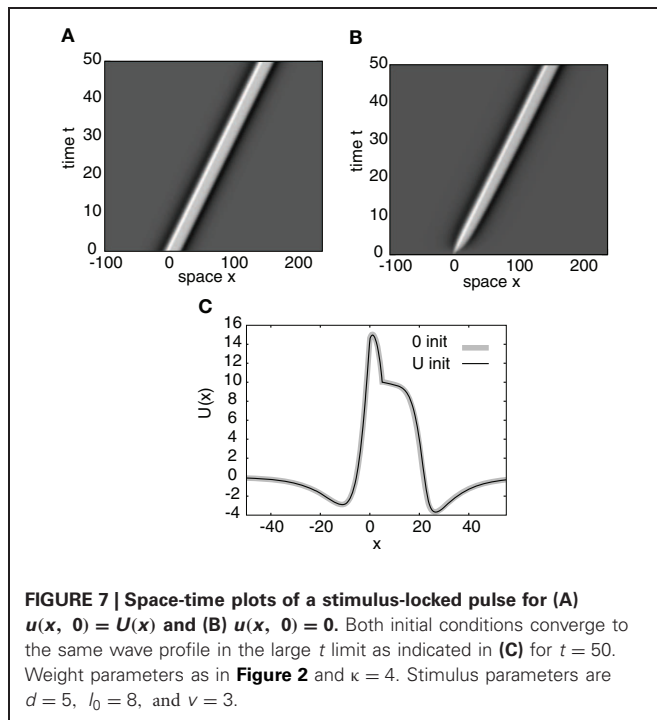 A
50
40
30
20
10
0
time t
-100
0
100
200
space x
B
50
40
30
20
10
0
time t
-100
0
100
200
space x
C
16
14
12
10
8
6
4
2
0
-2
-4
U(x)
0 init
U init
-40
-20
0
20
40
x
FIGURE 7 | Space-time plots of a stimulus-locked pulse for (A)
u(x, 0) = U(x) and (B) u(x, 0) = 0. Both initial conditions converge to
the same wave profile in the large t limit as indicated in (C) for t = 50.
Weight parameters as in Figure 2 and κ = 4. Stimulus parameters are
d = 5, I₀ = 8, and v = 3.